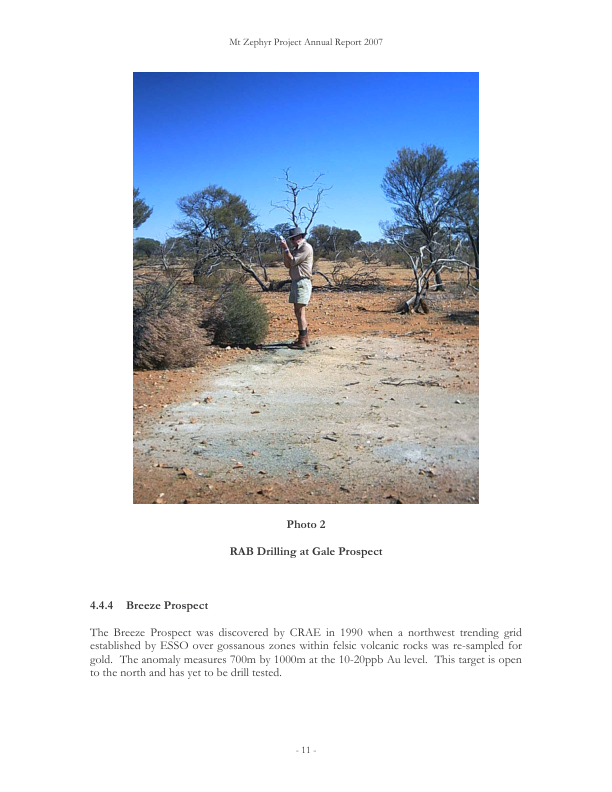 Mt Zephyr Project Annual Report 2007
Photo 2
RAB Drilling at Gale Prospect
4.4.4 Breeze Prospect
The Breeze Prospect was discovered by CRAE in 1990 when a northwest trending grid
established by ESSO over gossanous zones within felsic volcanic rocks was re-sampled for
gold. The anomaly measures 700m by 1000m at the 10-20ppb Au level. This target is open
to the north and has yet to be drill tested.
- 11 -